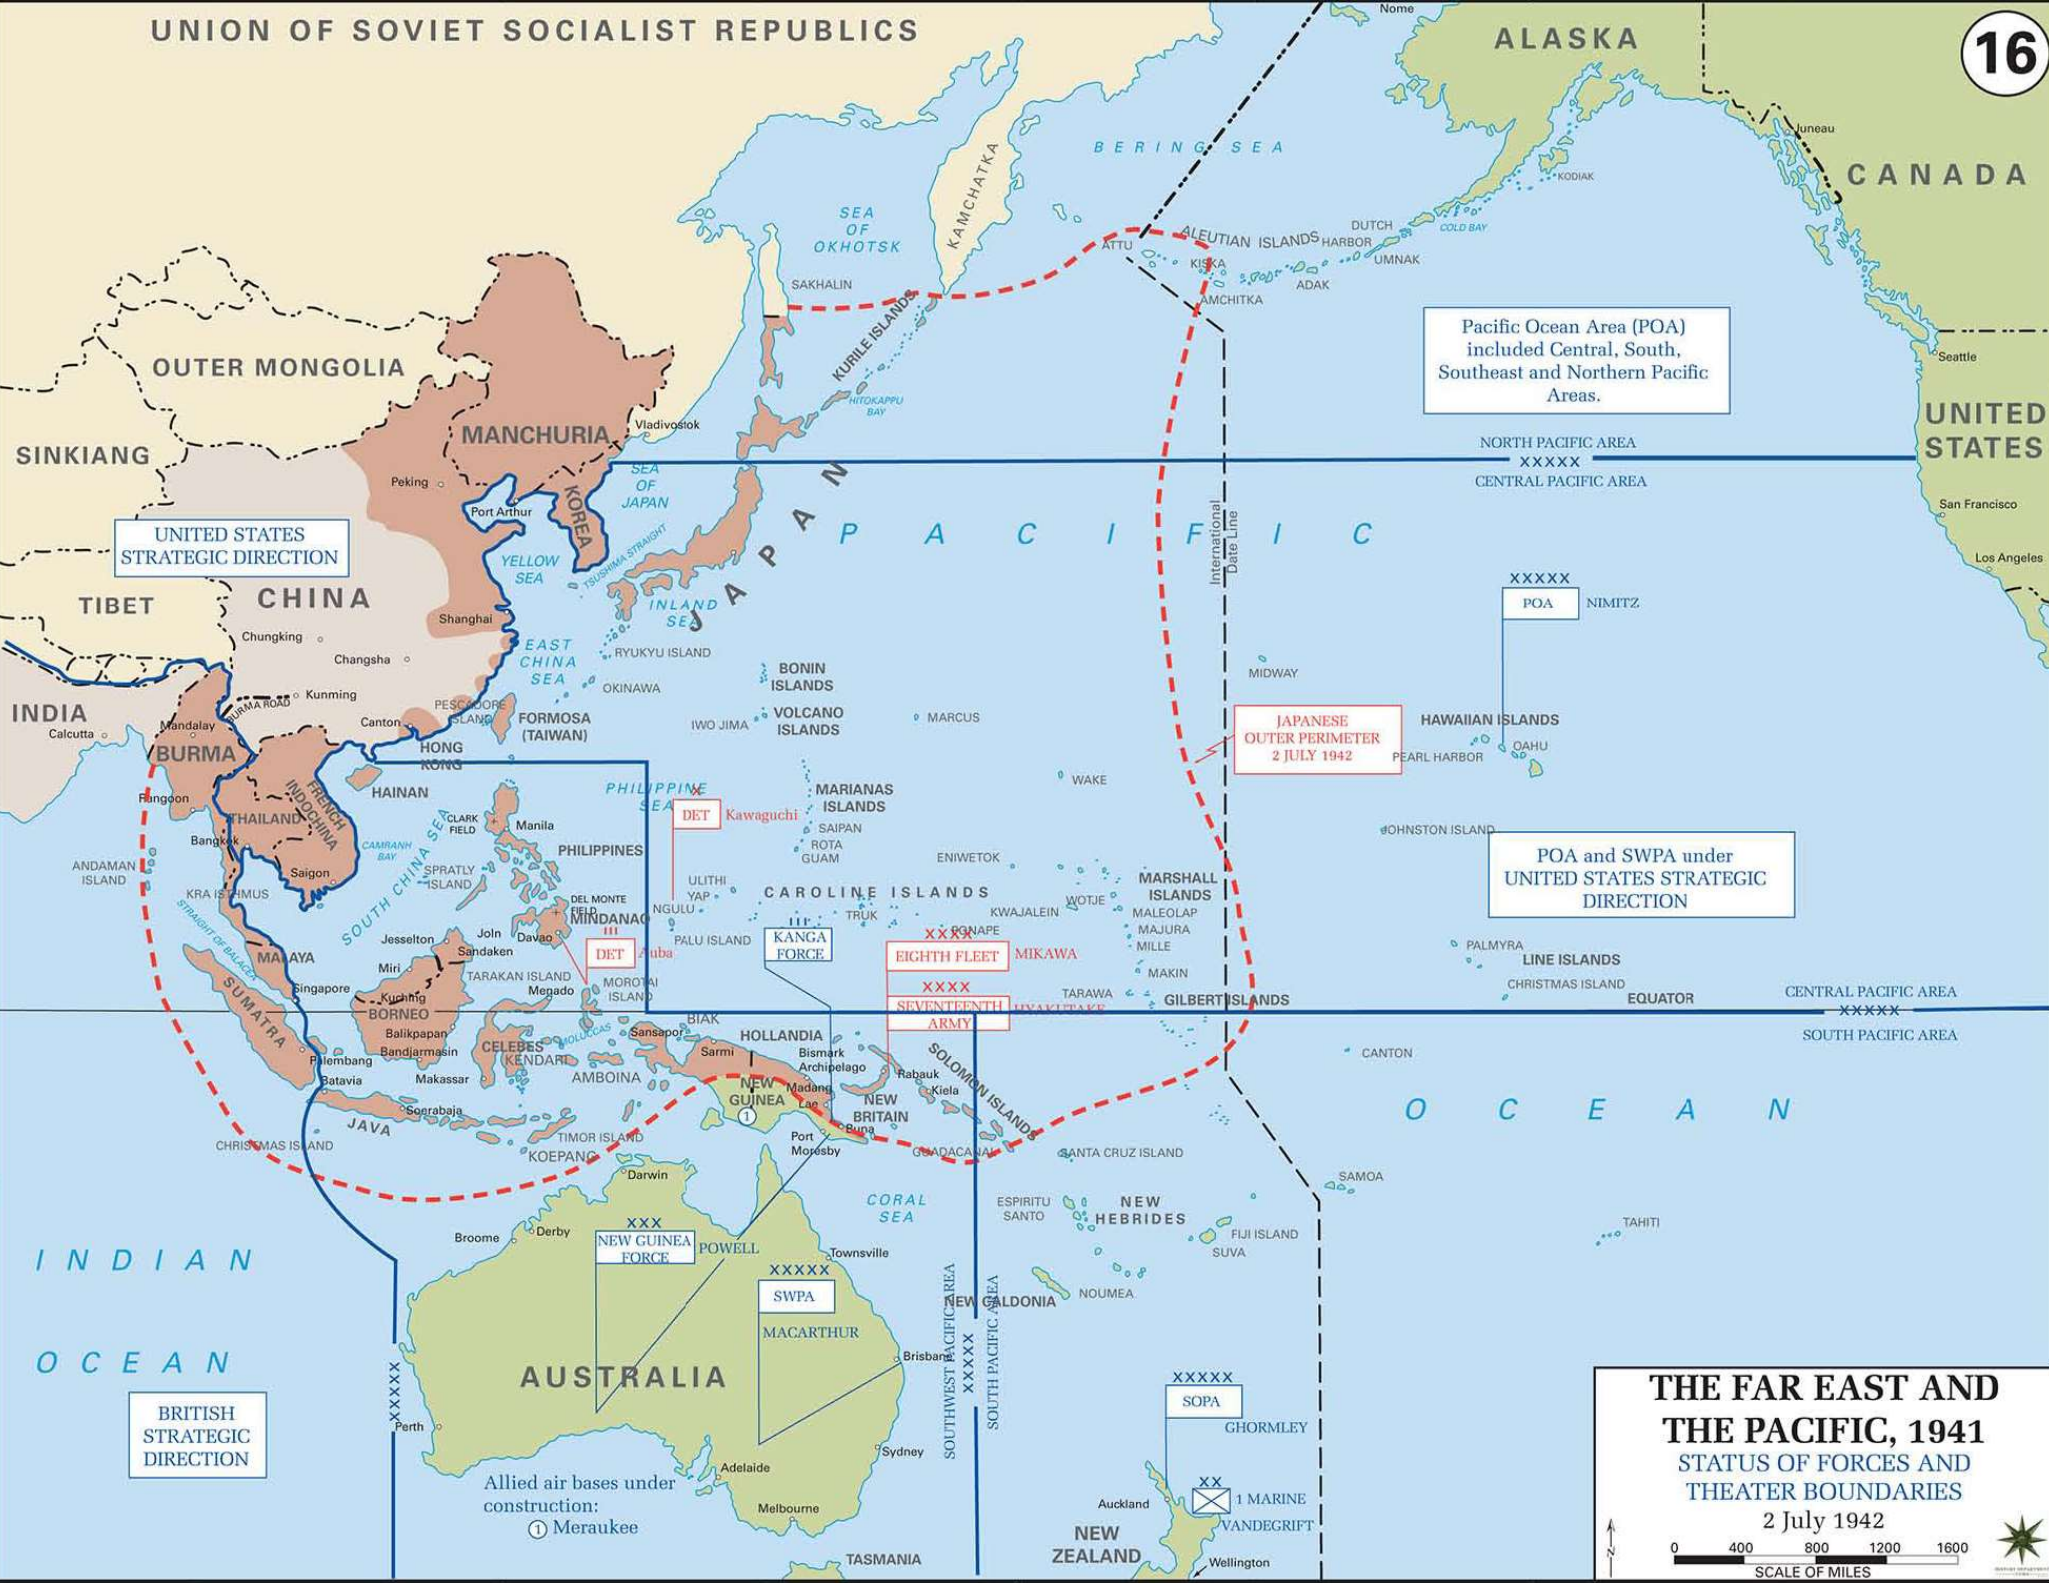 UNION OF SOVIET SOCIALIST REPUBLICS
Nome
ALASKA
16
Juneau
CANADA
BERING SEA
KODIAK
KAMCHATKA
SEA
OF
OKHOTSK
DUTCH
HARBOR
COLD BAY
ATTU
ALEUTIAN ISLANDS
UMNAK
KISKA
ADAK
AMCHITKA
SAKHALIN
KURILE ISLANDS
HITOKAPPU
BAY
OUTER MONGOLIA
Pacific Ocean Area (POA)
included Central, South,
Southeast and Northern Pacific
Areas.
Seattle
UNITED
STATES
SINKIANG
MANCHURIA
Vladivostok
NORTH PACIFIC AREA
XXXXX
CENTRAL PACIFIC AREA
SEA
OF
JAPAN
Peking
Port Arthur
KOREA
JAPAN
San Francisco
Los Angeles
UNITED STATES
STRATEGIC DIRECTION
PACIFIC
International
Date Line
YELLOW
SEA
TSUSHIMA STRAIGHT
XXXXX
POA
NIMITZ
TIBET
CHINA
Shanghai
INLAND
SEA
Chungking
Changsha
EAST
CHINA
SEA
RYUKYU ISLAND
OKINAWA
BONIN
ISLANDS
MIDWAY
Kunming
BURMA ROAD
INDIA
Calcutta
Mandalay
BURMA
Canton
PESCADORE
ISLAND
FORMOSA
(TAIWAN)
IWO JIMA
VOLCANO
ISLANDS
MARCUS
JAPANESE
OUTER PERIMETER
2 JULY 1942
HAWAIIAN ISLANDS
OAHU
PEARL HARBOR
HONG
KONG
HAINAN
PHILIPPINE
SEA
X
DET
Kawaguchi
MARIANAS
ISLANDS
WAKE
Rangoon
THAILAND
FRENCH
INDOCHINA
Bangkok
CLARK
FIELD
Manila
SAIPAN
ROTA
GUAM
JOHNSTON ISLAND
ANDAMAN
ISLAND
CAMRANH
BAY
Saigon
SOUTH CHINA SEA
PHILIPPINES
SPRATLY
ISLAND
ENIWETOK
POA and SWPA under
UNITED STATES STRATEGIC
DIRECTION
KRA ISTHMUS
STRAIGHT OF BALACEA
DEL MONTE
FIELD
MINDANAO
ULITHI
YAP
NGULU
CAROLINE ISLANDS
TRUK
MARSHALL
ISLANDS
WOTJE
KWAJALEIN
MALEOLAP
MAJURA
MILLE
Jesselton
Joln
Davao
Sandaken
III
DET
Auba
PALU ISLAND
III
KANGA
FORCE
XXXX
PONAPE
EIGHTH FLEET
MIKAWA
PALMYRA
LINE ISLANDS
MALAYA
Miri
TARAKAN ISLAND
Menado
MOROTAI
ISLAND
MAKIN
CHRISTMAS ISLAND
Singapore
SUMATRA
Kuching
BORNEO
XXXX
SEVENTEENTH
ARMY
HYAKUTAKE
TARAWA
GILBERT ISLANDS
EQUATOR
CENTRAL PACIFIC AREA
XXXXX
SOUTH PACIFIC AREA
Balikpapan
Bandjarmasin
CELEBES
KENDARI
MOLUCCAS
Sansapor
BIAK
HOLLANDIA
Sarmi
Bismark
Archipelago
SOLOMON ISLANDS
CANTON
Palembang
Batavia
Makassar
AMBOINA
NEW
GUINEA
1
Madang
Lae
Rabauk
Kiela
NEW
BRITAIN
Buna
OCEAN
Soerabaja
JAVA
CHRISTMAS ISLAND
TIMOR ISLAND
KOEPANG
Port
Moresby
GUADACANAL
SANTA CRUZ ISLAND
Darwin
SAMOA
CORAL
SEA
ESPIRITU
SANTO
NEW
HEBRIDES
FIJI ISLAND
SUVA
TAHITI
INDIAN
OCEAN
Broome
Derby
XXX
NEW GUINEA
FORCE
POWELL
Townsville
XXXXX
SWPA
MACARTHUR
NEW CALDONIA
NOUMEA
SOUTHWEST PACIFIC AREA
XXXXX
SOUTH PACIFIC AREA
Brisbane
AUSTRALIA
BRITISH
STRATEGIC
DIRECTION
XXXXX
Perth
XXXXX
SOPA
GHORMLEY
Sydney
Adelaide
Melbourne
Allied air bases under
construction:
1 Meraukee
XX
1 MARINE
VANDEGRIFT
Auckland
NEW
ZEALAND
Wellington
TASMANIA
THE FAR EAST AND
THE PACIFIC, 1941
STATUS OF FORCES AND
THEATER BOUNDARIES
2 July 1942
N
0 400 800 1200 1600
SCALE OF MILES